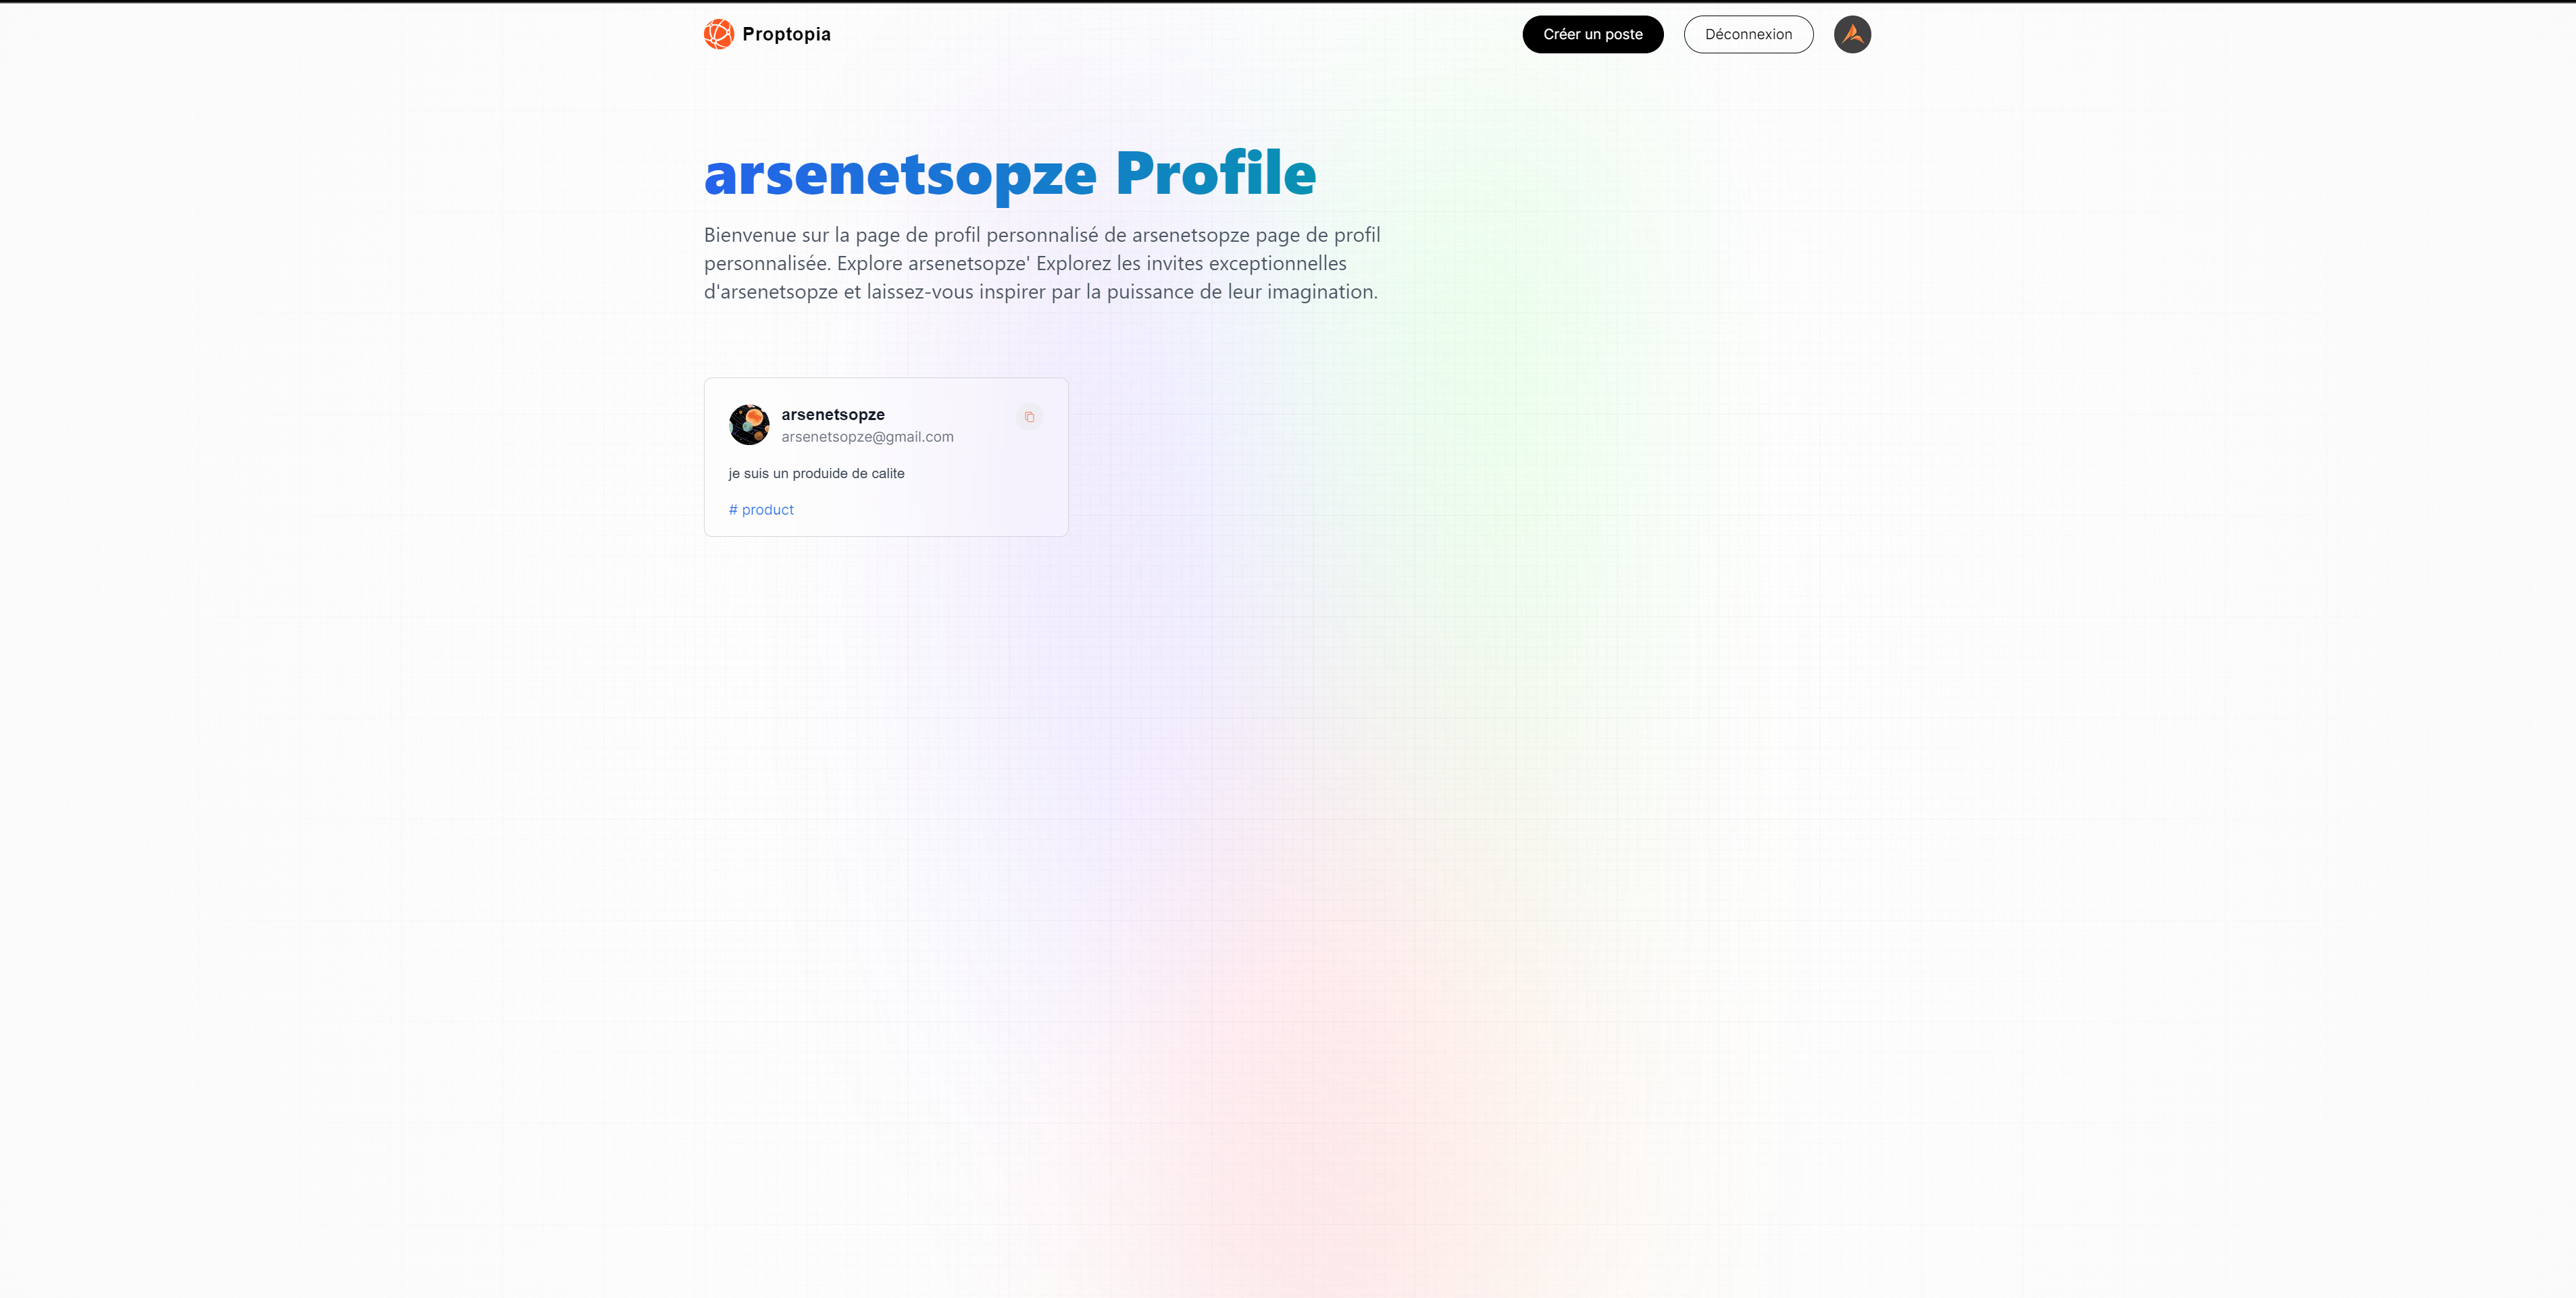 Proptopia
Créer un poste
Déconnexion
arsenetsopze Profile
Bienvenue sur la page de profil personnalisé de arsenetsopze page de profil
personnalisée. Explore arsenetsopze' Explorez les invites exceptionnelles
d'arsenetsopze et laissez-vous inspirer par la puissance de leur imagination.
arsenetsopze
arsenetsopze@gmail.com
je suis un produide de calite
# product